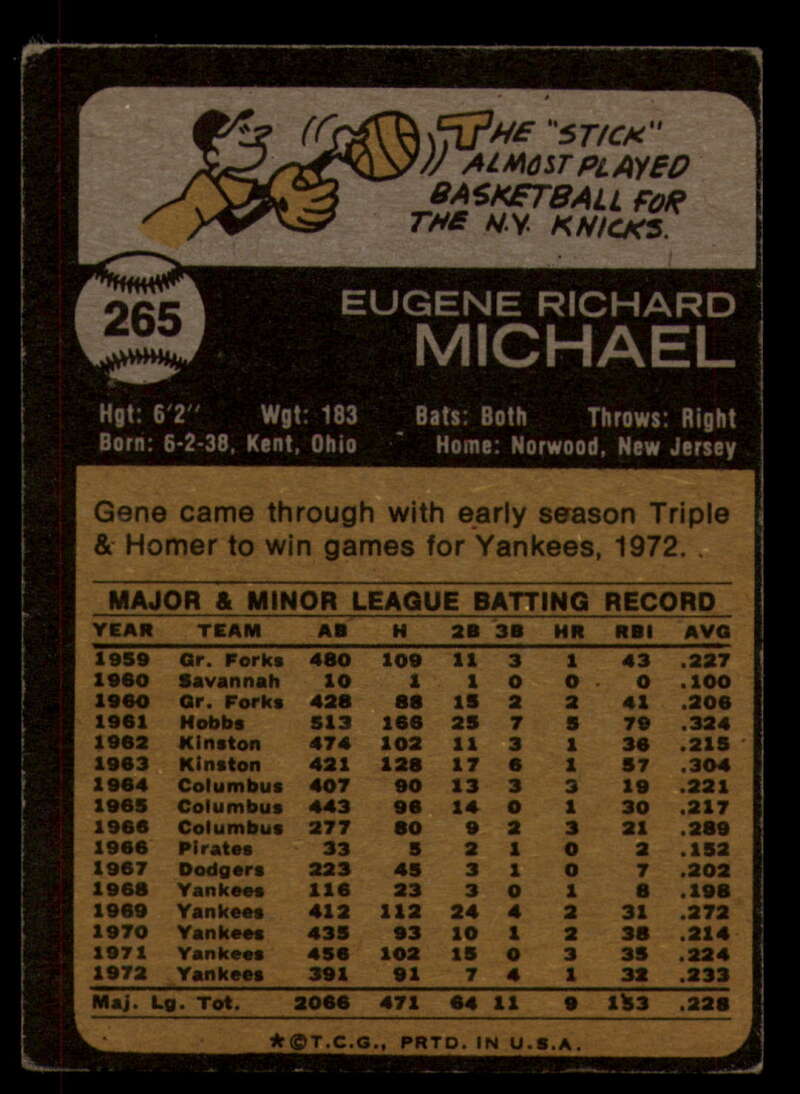 THE "STICK"
ALMOST PLAYED
BASKETBALL FOR
THE N.Y. KNICKS.
265
EUGENE RICHARD
MICHAEL
Hgt: 6'2" Wgt: 183 Bats: Both Throws: Right
Born: 6-2-38, Kent, Ohio Home: Norwood, New Jersey
Gene came through with early season Triple
& Homer to win games for Yankees, 1972.
MAJOR & MINOR LEAGUE BATTING RECORD
YEAR TEAM AB H 2B 3B HR RBI AVG
1959 Gr. Forks 480 109 11 3 1 43 .227
1960 Savannah 10 1 1 0 0 0 .100
1960 Gr. Forks 428 88 15 2 2 41 .206
1961 Hobbs 513 166 25 7 5 79 .324
1962 Kinston 474 102 11 3 1 36 .215
1963 Kinston 421 128 17 6 1 57 .304
1964 Columbus 407 90 13 3 3 19 .221
1965 Columbus 443 96 14 0 1 30 .217
1966 Columbus 277 80 9 2 3 21 .289
1966 Pirates 33 5 2 1 0 2 .152
1967 Dodgers 223 45 3 1 0 7 .202
1968 Yankees 116 23 3 0 1 8 .198
1969 Yankees 412 112 24 4 2 31 .272
1970 Yankees 435 93 10 1 2 38 .214
1971 Yankees 456 102 15 0 3 35 .224
1972 Yankees 391 91 7 4 1 32 .233
Maj. Lg. Tot. 2066 471 64 11 9 153 .228
★©T.C.G., PRTD. IN U.S.A.